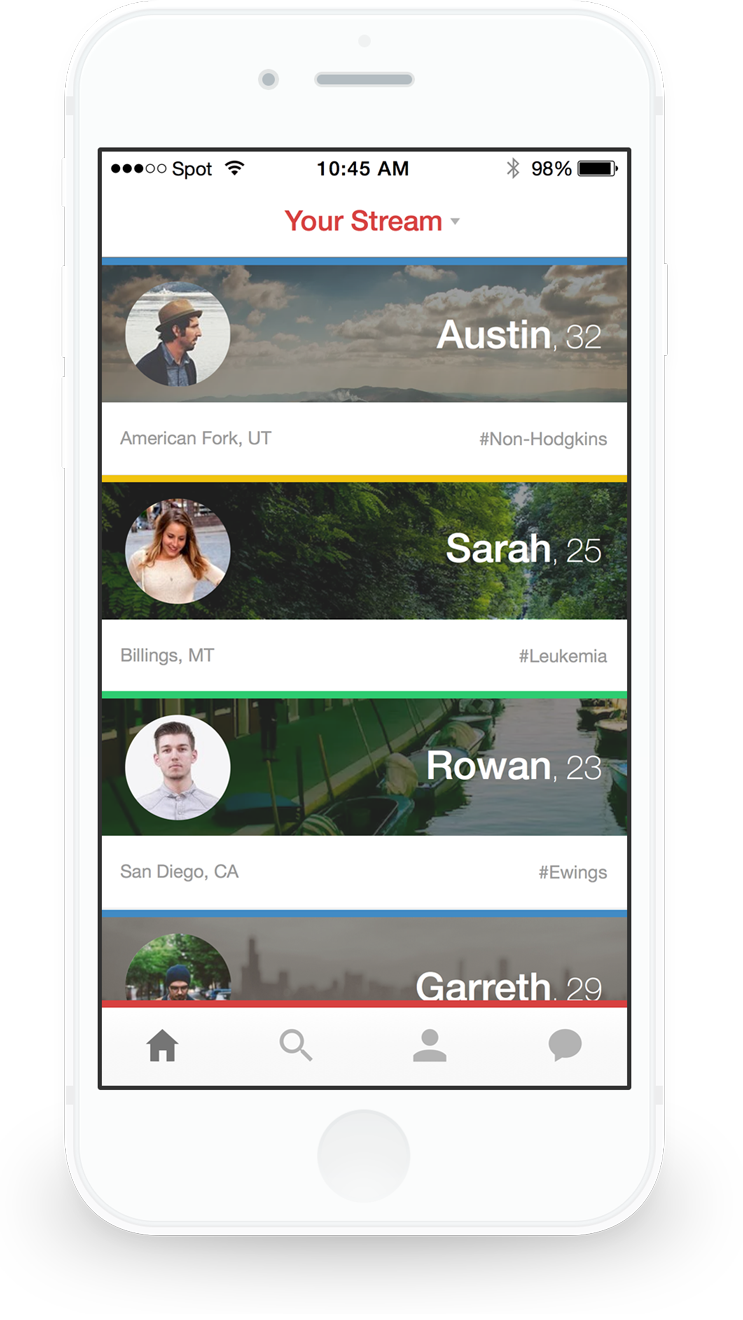 Spot 10:45 AM 98%
Your Stream
Austin, 32
American Fork, UT #Non-Hodgkins
Sarah, 25
Billings, MT #Leukemia
Rowan, 23
San Diego, CA #Ewings
Garreth, 29